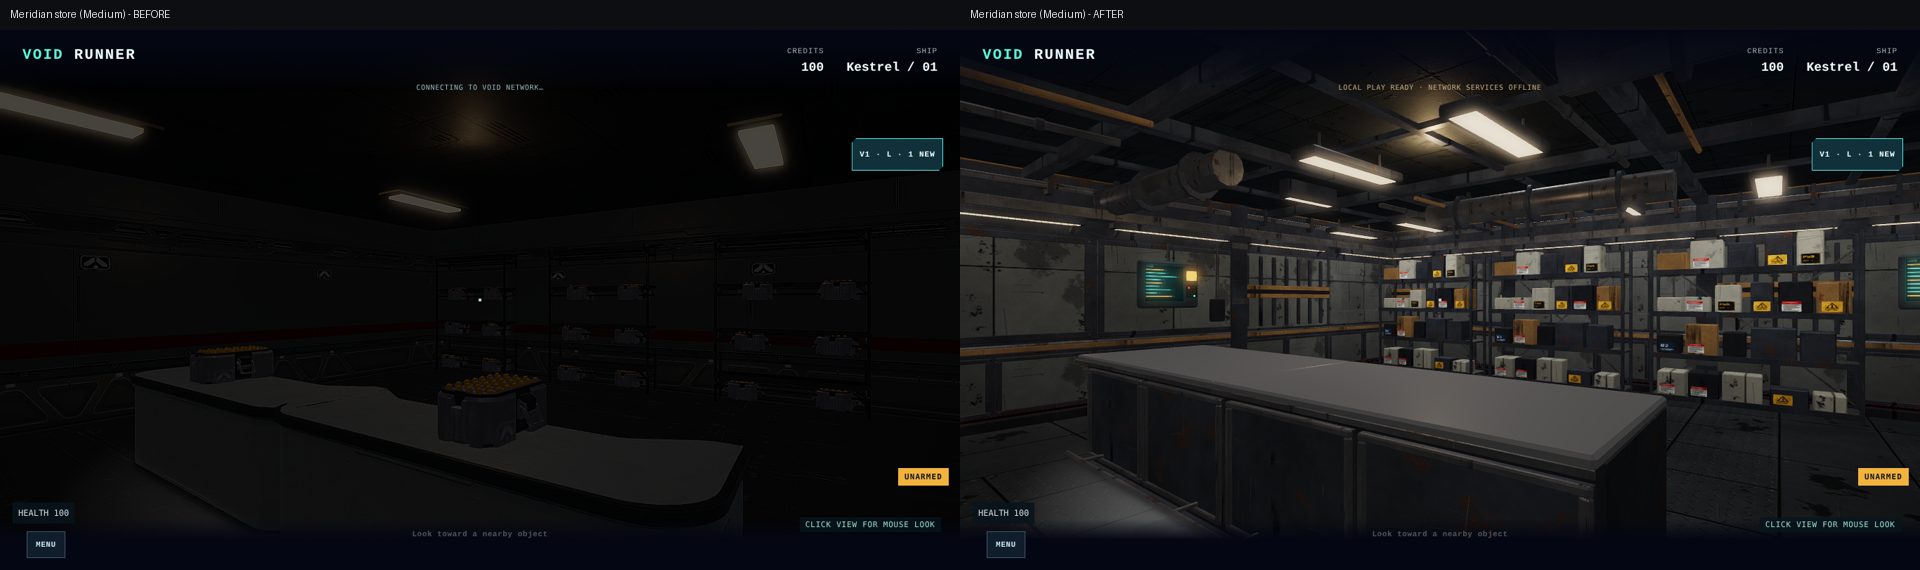 Meridian store (Medium) - BEFORE
VOID RUNNER
CREDITS
100
SHIP
Kestrel / 01
CONNECTING TO VOID NETWORK…
V1 · L · 1 NEW
UNARMED
HEALTH 100
CLICK VIEW FOR MOUSE LOOK
Look toward a nearby object
MENU
Meridian store (Medium) - AFTER
VOID RUNNER
CREDITS
100
SHIP
Kestrel / 01
LOCAL PLAY READY · NETWORK SERVICES OFFLINE
V1 · L · 1 NEW
UNARMED
HEALTH 100
CLICK VIEW FOR MOUSE LOOK
Look toward a nearby object
MENU